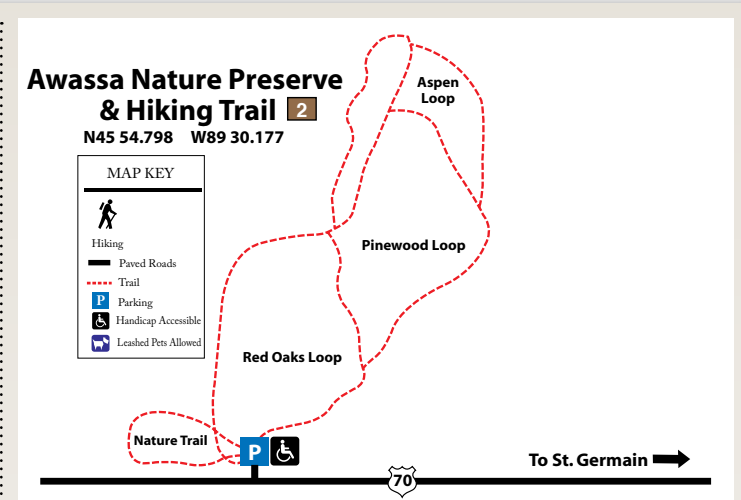 Awassa Nature Preserve
& Hiking Trail 2
N45 54.798 W89 30.177
MAP KEY
Hiking
Paved Roads
Trail
P Parking
Handicap Accessible
Leashed Pets Allowed
Aspen
Loop
Pinewood Loop
Red Oaks Loop
Nature Trail
P
To St. Germain
70